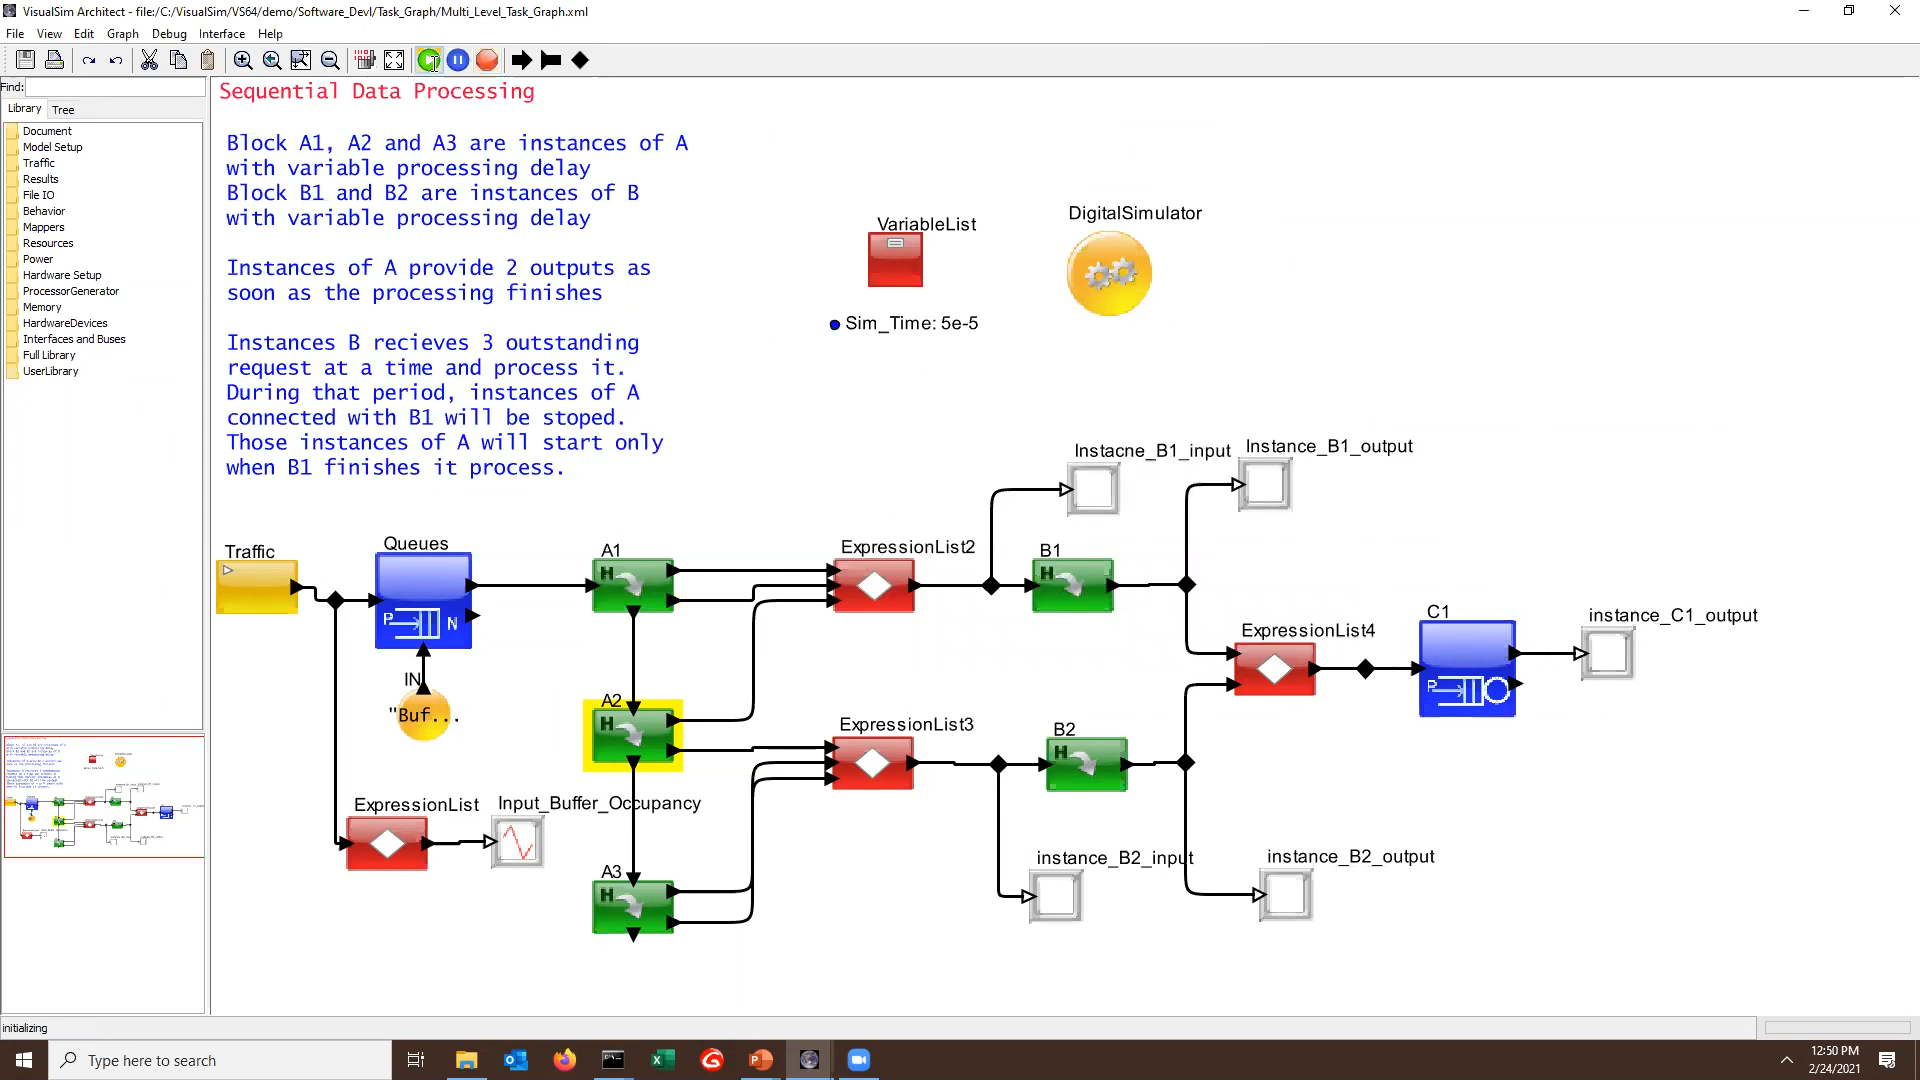 VisualSim Architect - file:/C:/VisualSim/VS64/demo/Software_Devl/Task_Graph/Multi_Level_Task_Graph.xml
File View Edit Graph Debug Interface Help
Find:
Library Tree
Document
Model Setup
Traffic
Results
File IO
Behavior
Mappers
Resources
Power
Hardware Setup
ProcessorGenerator
Memory
HardwareDevices
Interfaces and Buses
Full Library
UserLibrary
Sequential Data Processing
Block A1, A2 and A3 are instances of A
with variable processing delay
Block B1 and B2 are instances of B
with variable processing delay
Instances of A provide 2 outputs as
soon as the processing finishes
Instances B recieves 3 outstanding
request at a time and process it.
During that period, instances of A
connected with B1 will be stoped.
Those instances of A will start only
when B1 finishes it process.
VariableList
DigitalSimulator
Sim_Time: 5e-5
Instacne_B1_input
Instance_B1_output
Traffic
Queues
P
N
IN
"Buf...
A1
H
ExpressionList2
B1
H
A2
H
ExpressionList3
B2
H
ExpressionList4
C1
P
instance_C1_output
ExpressionList
Input_Buffer_Occupancy
A3
H
instance_B2_input
instance_B2_output
initializing
Type here to search
12:50 PM
2/24/2021